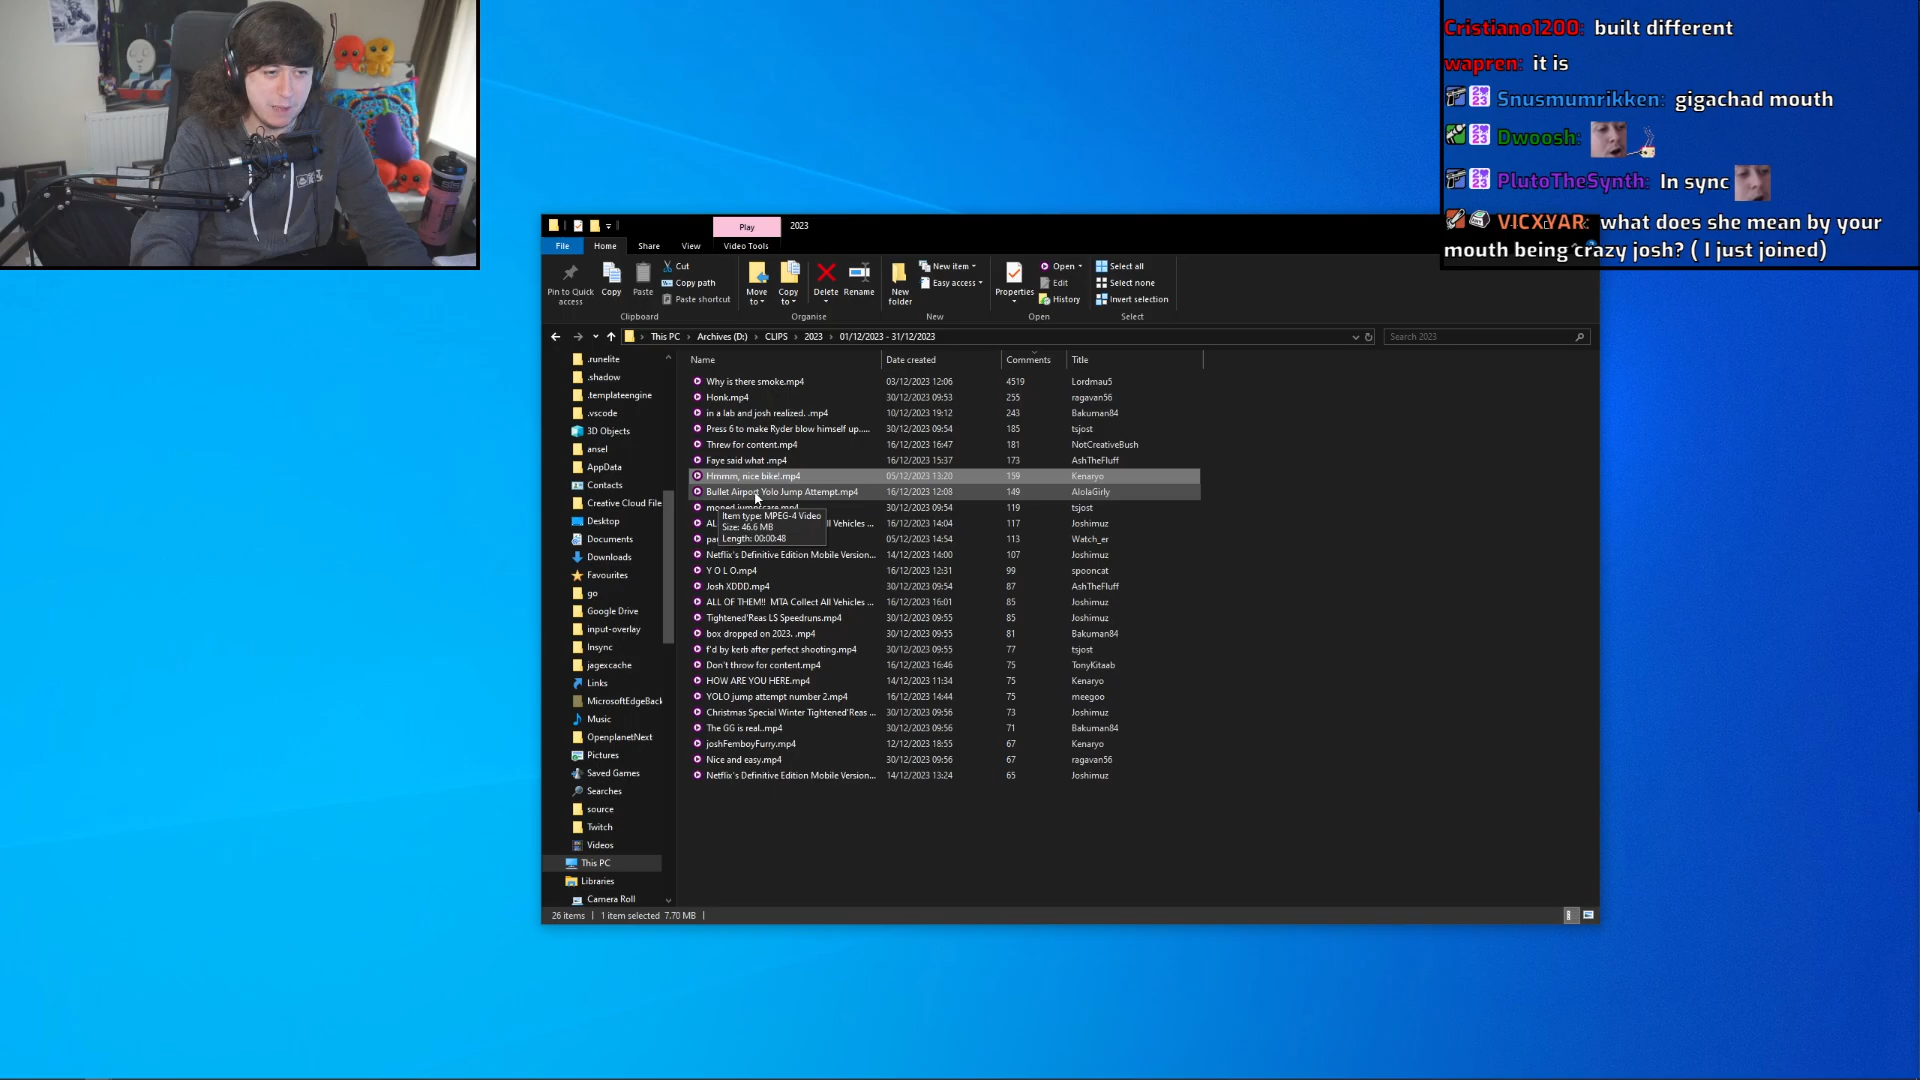 Cristiano1200: built different
wapren: it is
Snusmumrikken: gigachad mouth
Dwoosh:
PlutoTheSynth: In sync
VICXYAR: what does she mean by your
mouth being crazy josh? ( I just joined)
Play
2023
File
Home
Share
View
Video Tools
Pin to Quick access
Copy
Paste
Cut
Copy path
Paste shortcut
Clipboard
Move to
Copy to
Delete
Rename
Organise
New folder
New item
Easy access
New
Properties
Open
Edit
History
Open
Select all
Select none
Invert selection
Select
This PC > Archives (D:) > CLIPS > 2023 > 01/12/2023 - 31/12/2023
Search 2023
Name Date created Comments Title
Why is there smoke.mp4 03/12/2023 12:06 4519 Lordmau5
Honk.mp4 30/12/2023 09:53 255 ragavan56
in a lab and josh realized. .mp4 10/12/2023 19:12 243 Bakuman84
Press 6 to make Ryder blow himself up..... 30/12/2023 09:54 185 tsjost
Threw for content.mp4 16/12/2023 16:47 181 NotCreativeBush
Faye said what .mp4 16/12/2023 15:37 173 AshTheFluff
Hmmm, nice bike!.mp4 05/12/2023 13:20 159 Kenaryo
Bullet Airport Yolo Jump Attempt.mp4 16/12/2023 12:08 149 AlolaGirly
moped jumpscare.mp4 30/12/2023 09:54 119 tsjost
AL ll Vehicles ... 16/12/2023 14:04 117 Joshimuz
05/12/2023 14:54 113 Watch_er
Netflix's Definitive Edition Mobile Version... 14/12/2023 14:00 107 Joshimuz
Y O L O.mp4 16/12/2023 12:31 99 spooncat
Josh XDDD.mp4 30/12/2023 09:54 87 AshTheFluff
ALL OF THEM!! MTA Collect All Vehicles ... 16/12/2023 16:01 85 Joshimuz
Tightened'Reas LS Speedruns.mp4 30/12/2023 09:55 85 Joshimuz
box dropped on 2023. .mp4 30/12/2023 09:55 81 Bakuman84
f'd by kerb after perfect shooting.mp4 30/12/2023 09:55 77 tsjost
Don't throw for content.mp4 16/12/2023 16:46 75 TonyKitaab
HOW ARE YOU HERE.mp4 14/12/2023 11:34 75 Kenaryo
YOLO jump attempt number 2.mp4 16/12/2023 14:44 75 meegoo
Christmas Special Winter Tightened'Reas ... 30/12/2023 09:56 73 Joshimuz
The GG is real..mp4 30/12/2023 09:56 71 Bakuman84
joshFemboyFurry.mp4 12/12/2023 18:55 67 Kenaryo
Nice and easy.mp4 30/12/2023 09:56 67 ragavan56
Netflix's Definitive Edition Mobile Version... 14/12/2023 13:24 65 Joshimuz
Item type: MPEG-4 Video
Size: 46.6 MB
Length: 00:00:48
.runelite
.shadow
.templateengine
.vscode
3D Objects
ansel
AppData
Contacts
Creative Cloud File
Desktop
Documents
Downloads
Favourites
go
Google Drive
input-overlay
Insync
jagexcache
Links
MicrosoftEdgeBack
Music
OpenplanetNext
Pictures
Saved Games
Searches
source
Twitch
Videos
This PC
Libraries
Camera Roll
26 items
1 item selected 7.70 MB